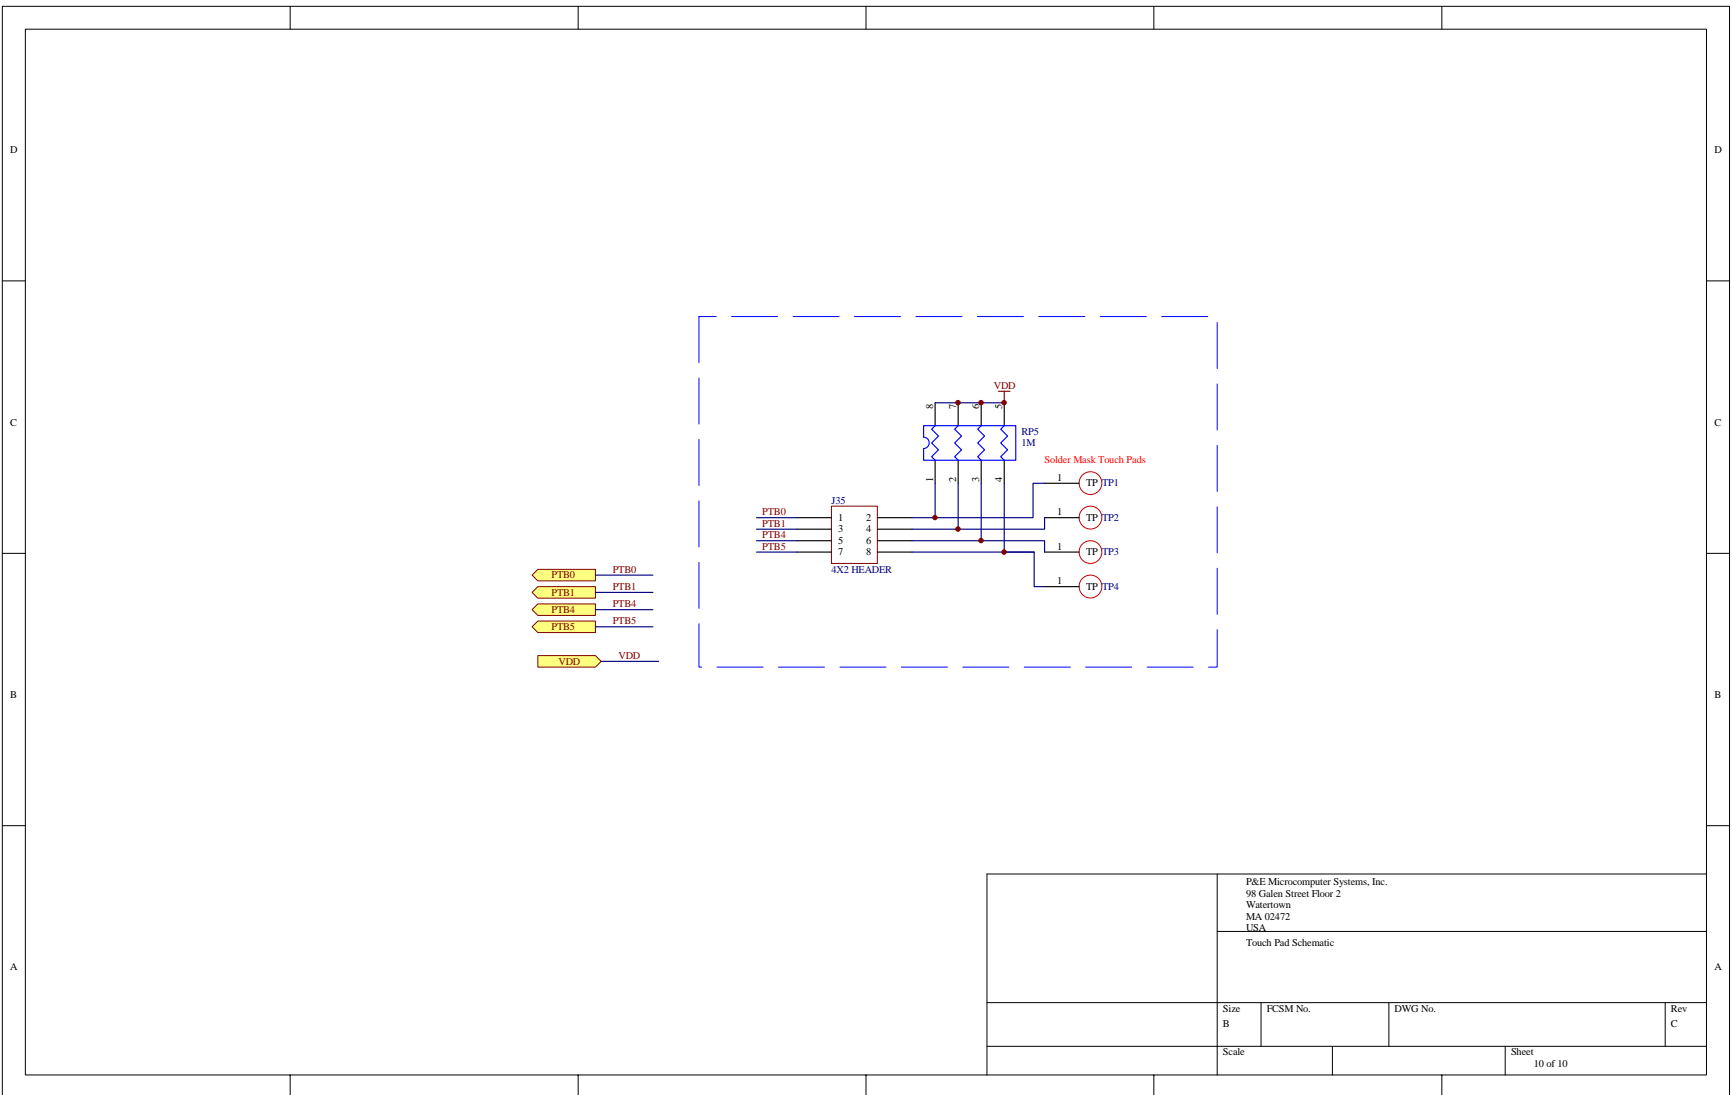 D
D
C
C
B
B
A
A
VDD
8
7
6
5
RP5
1M
1
2
3
4
Solder Mask Touch Pads
1 TP TP1
1 TP TP2
1 TP TP3
1 TP TP4
J35
PTB0 1 2
PTB1 3 4
PTB4 5 6
PTB5 7 8
4X2 HEADER
PTB0 PTB0
PTB1 PTB1
PTB4 PTB4
PTB5 PTB5
VDD VDD
P&E Microcomputer Systems, Inc.
98 Galen Street Floor 2
Watertown
MA 02472
USA
Touch Pad Schematic
Size FCSM No. DWG No. Rev
B C
Scale Sheet
10 of 10